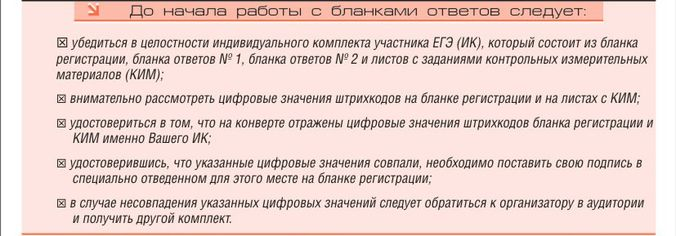 До начала работы с бланками ответов следует:
☒ убедиться в целостности индивидуального комплекта участника ЕГЭ (ИК), который состоит из бланка
регистрации, бланка ответов № 1, бланка ответов № 2 и листов с заданиями контрольных измерительных
материалов (КИМ);
☒ внимательно рассмотреть цифровые значения штрихкодов на бланке регистрации и на листах с КИМ;
☒ удостовериться в том, что на конверте отражены цифровые значения штрихкодов бланка регистрации и
КИМ именно Вашего ИК;
☒ удостоверившись, что указанные цифровые значения совпали, необходимо поставить свою подпись в
специально отведенном для этого месте на бланке регистрации;
☒ в случае несовпадения указанных цифровых значений следует обратиться к организатору в аудитории
и получить другой комплект.